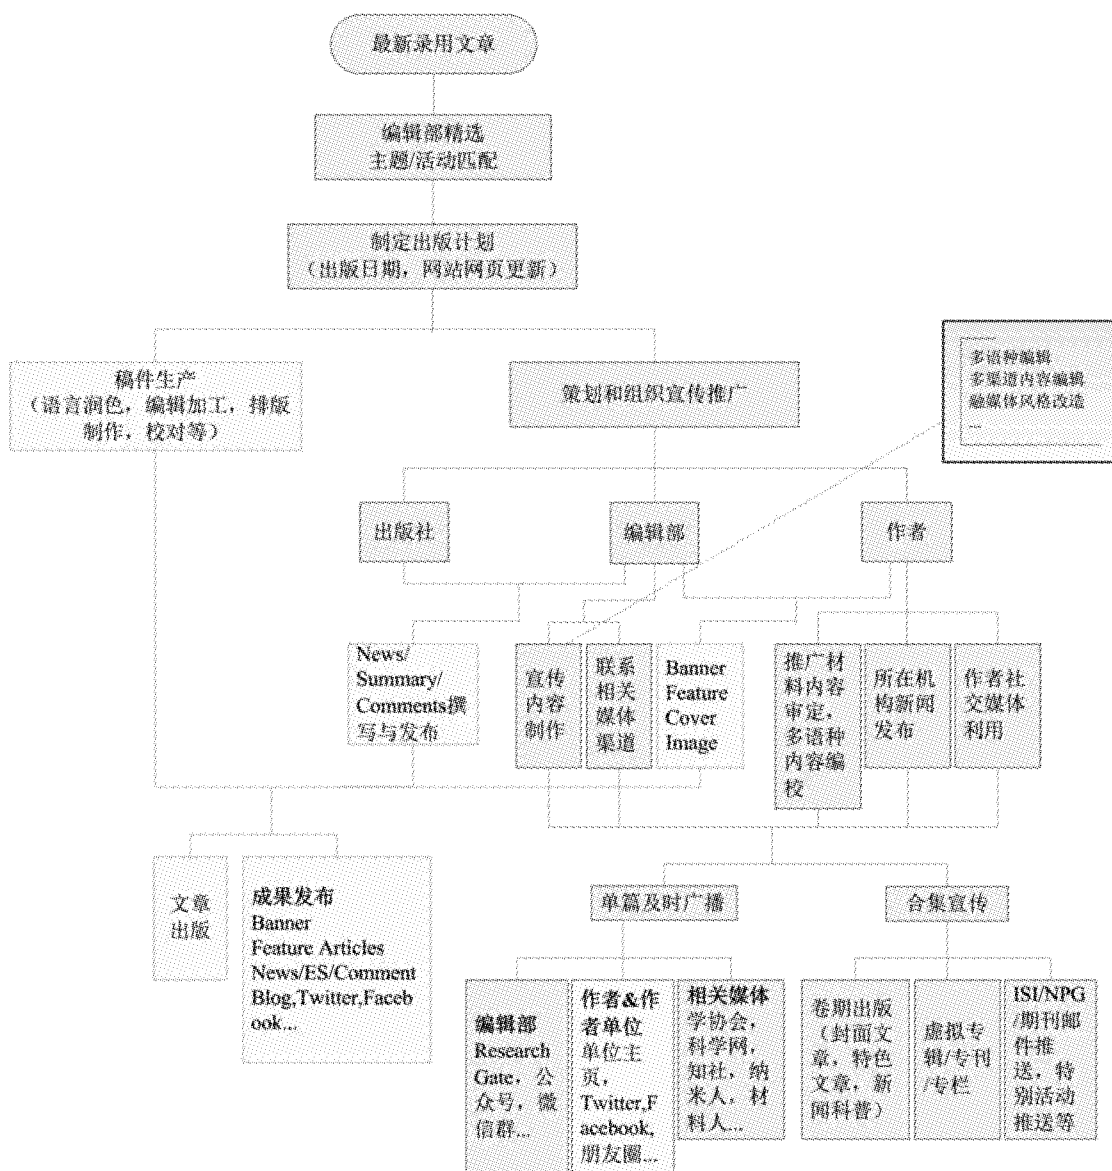 最新录用文章
编辑部精选
主题/活动匹配
制定出版计划
（出版日期，网站网页更新）
稿件生产
（语言润色，编辑加工，排版
制作，校对等）
策划和组织宣传推广
多语种编辑
多渠道内容编辑
融媒体风格改造
...
出版社
编辑部
作者
News/
Summary/
Comments撰
写与发布
宣传
内容
制作
联系
相关
媒体
渠道
Banner
Feature
Cover
Image
推广材
料内容
审定，
多语种
内容编
校
所在机
构新闻
发布
作者社
交媒体
利用
文章
出版
成果发布
Banner
Feature Articles
News/ES/Comment
Blog,Twitter,Faceb
ook...
单篇及时广播
合集宣传
编辑部
Research
Gate，公
众号，微
信群...
作者&作
者单位
单位主
页，
Twitter,F
acebook,
朋友圈...
相关媒体
学协会，
科学网，
知社，纳
米人，材
料人...
卷期出版
（封面文
章，特色
文章，新
闻科普）
虚拟专
辑/专刊
/专栏
ISI/NPG
/期刊邮
件推
送，特
别活动
推送等